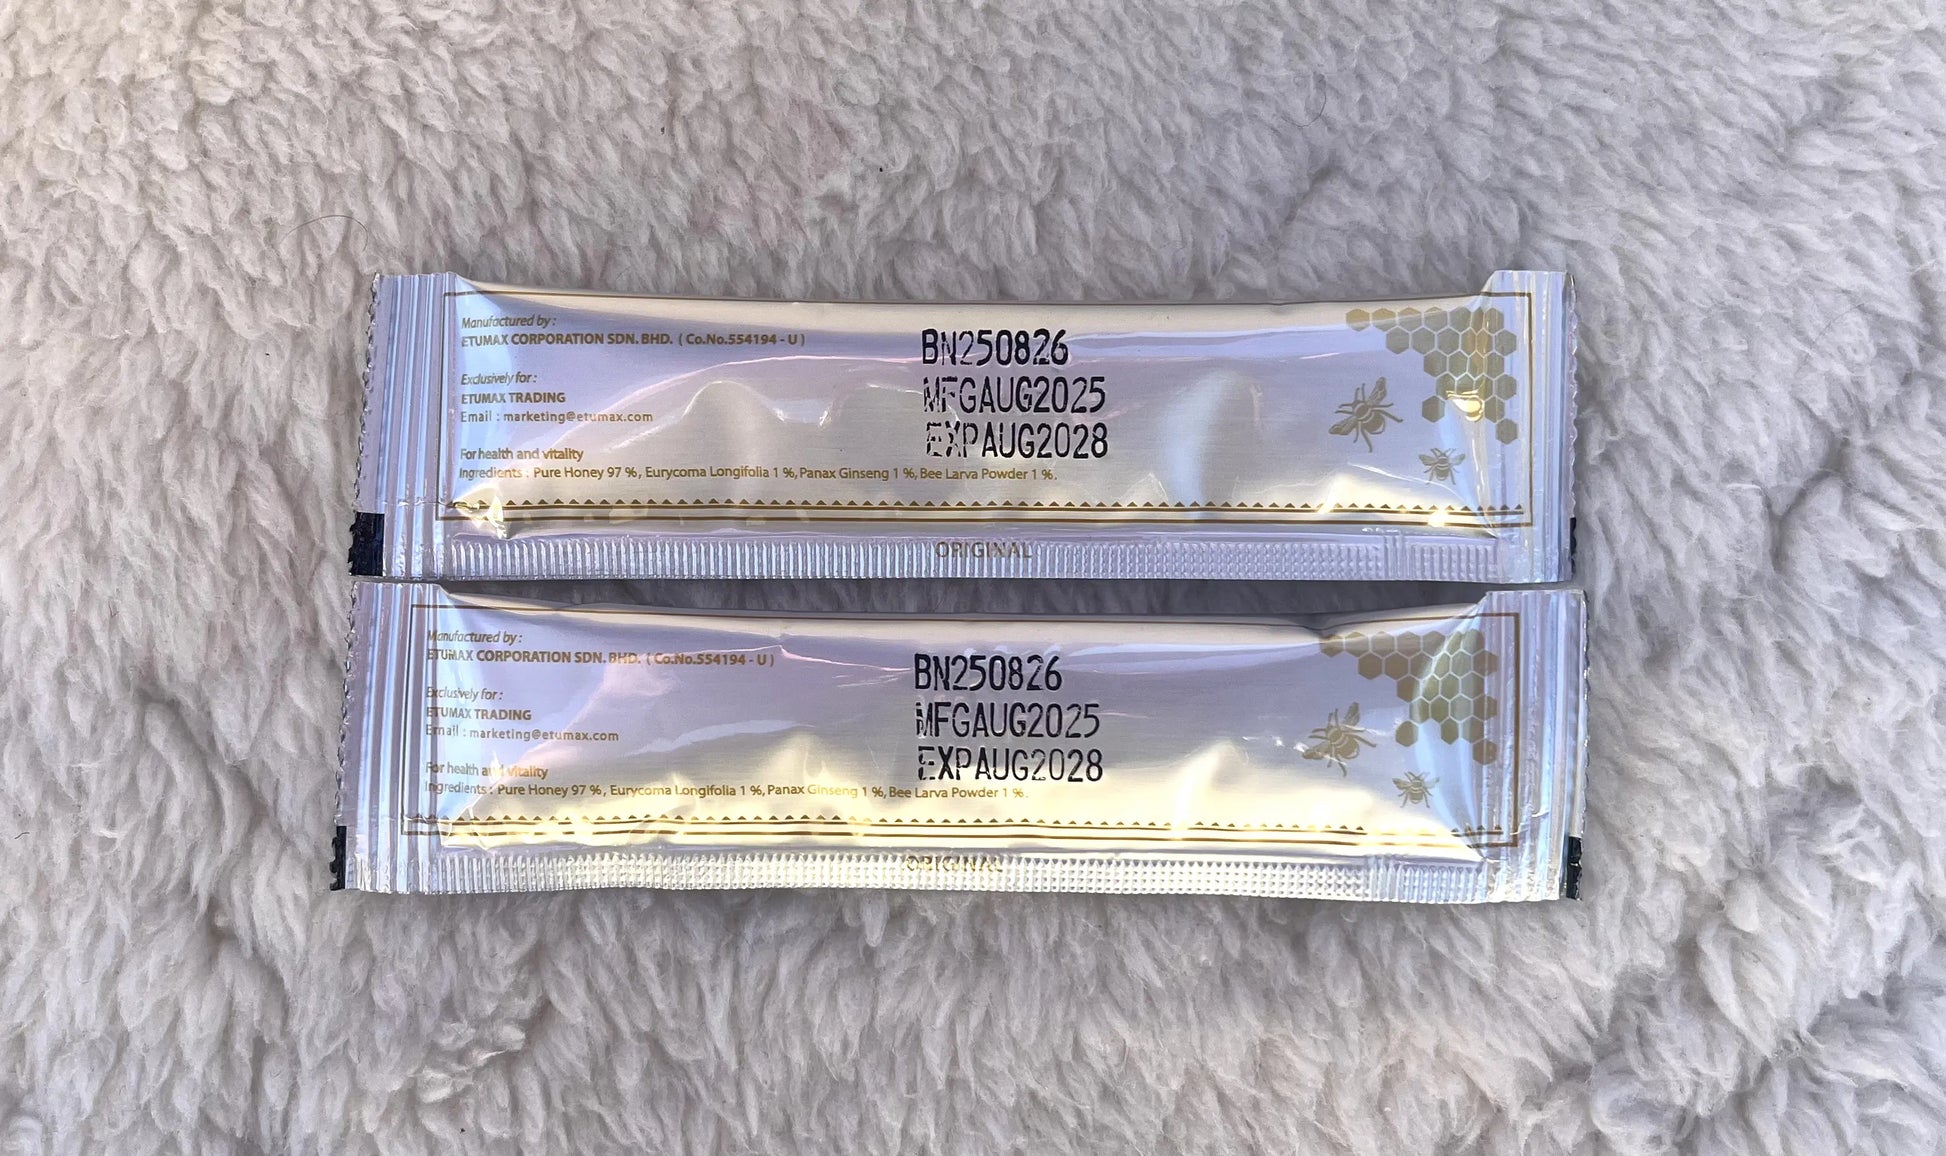 Manufactured by :
ETUMAX CORPORATION SDN. BHD. ( Co.No.554194 - U )
Exclusively for :
ETUMAX TRADING
Email : marketing@etumax.com
For health and vitality
Ingredients : Pure Honey 97 %, Eurycoma Longifolia 1 %, Panax Ginseng 1 %, Bee Larva Powder 1 %.
BN250826
MFGAUG2025
EXPAUG2028
ORIGINAL
Manufactured by :
ETUMAX CORPORATION SDN. BHD. ( Co.No.554194 - U )
Exclusively for :
ETUMAX TRADING
Email : marketing@etumax.com
For health and vitality
Ingredients : Pure Honey 97 %, Eurycoma Longifolia 1 %, Panax Ginseng 1 %, Bee Larva Powder 1 %.
BN250826
MFGAUG2025
EXPAUG2028
ORIGINAL